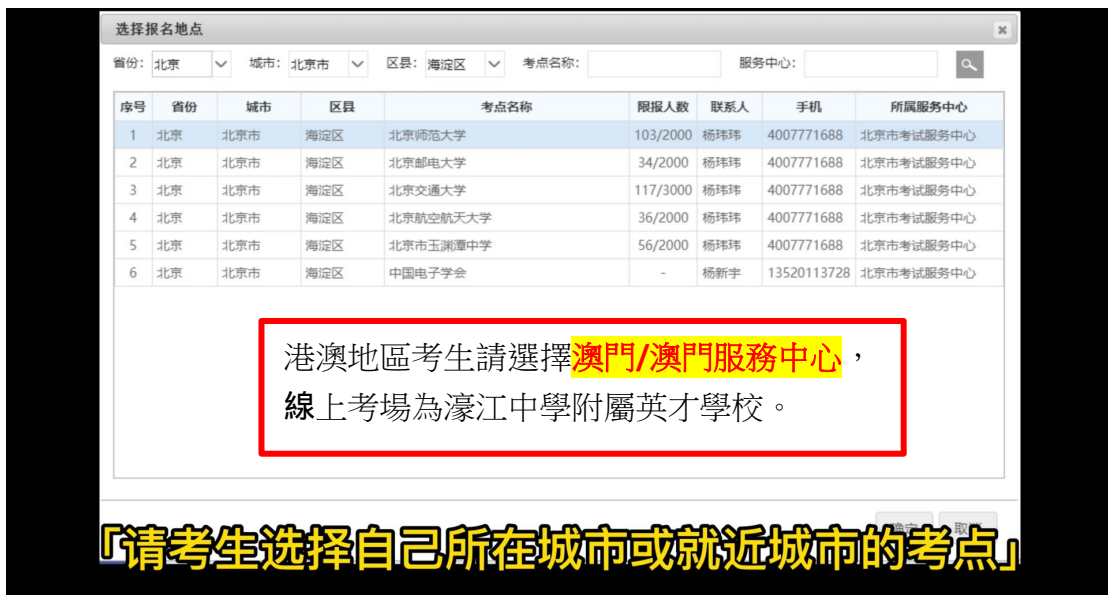 选择报名地点
省份: 北京 城市: 北京市 区县: 海淀区 考点名称: 服务中心:
序号 省份 城市 区县 考点名称 限报人数 联系人 手机 所属服务中心
1 北京 北京市 海淀区 北京师范大学 103/2000 杨玮玮 4007771688 北京市考试服务中心
2 北京 北京市 海淀区 北京邮电大学 34/2000 杨玮玮 4007771688 北京市考试服务中心
3 北京 北京市 海淀区 北京交通大学 117/3000 杨玮玮 4007771688 北京市考试服务中心
4 北京 北京市 海淀区 北京航空航天大学 36/2000 杨玮玮 4007771688 北京市考试服务中心
5 北京 北京市 海淀区 北京市玉渊潭中学 56/2000 杨玮玮 4007771688 北京市考试服务中心
6 北京 北京市 海淀区 中国电子学会 - 杨新宇 13520113728 北京市考试服务中心
港澳地區考生請選擇澳門/澳門服務中心，
線上考場為濠江中學附屬英才學校。
「请考生选择自己所在城市或就近城市的考点」